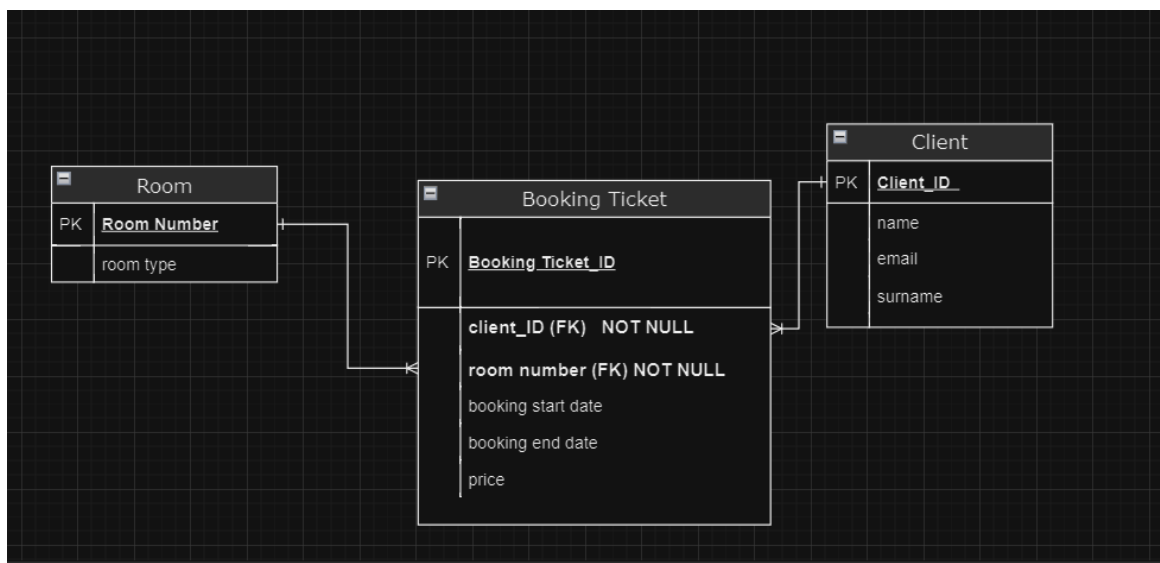 Room
PK Room Number
room type
Booking Ticket
PK Booking Ticket_ID
client_ID (FK) NOT NULL
room number (FK) NOT NULL
booking start date
booking end date
price
Client
PK Client_ID_
name
email
surname